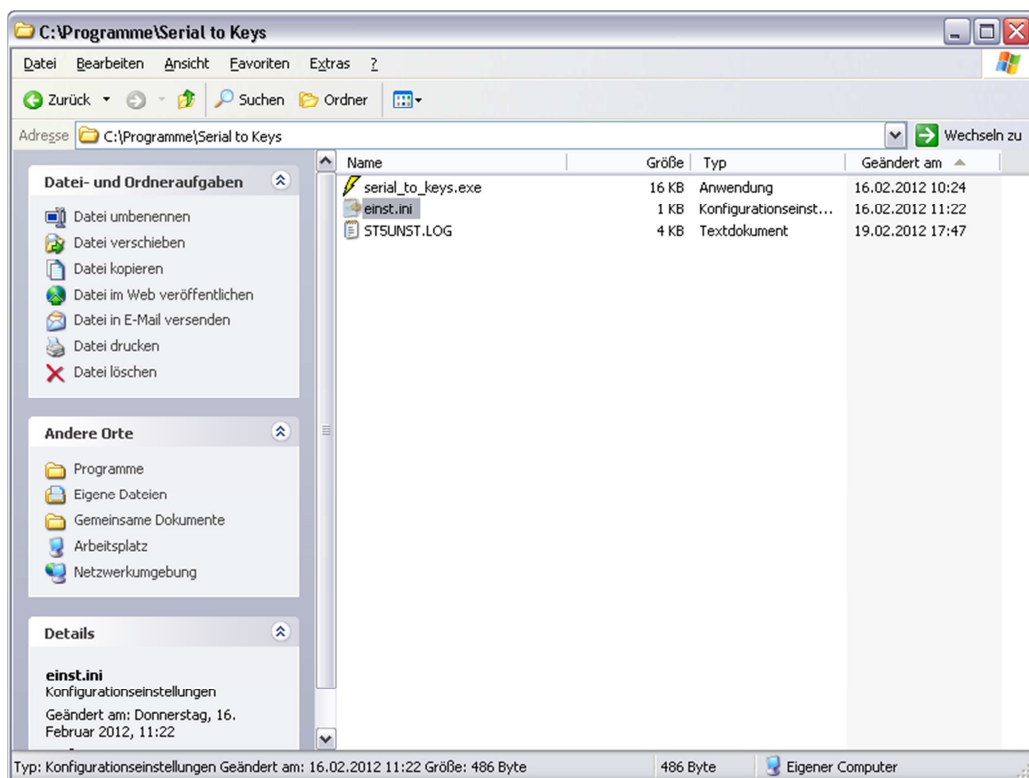 C:\Programme\Serial to Keys
Datei Bearbeiten Ansicht Favoriten Extras ?
Zurück Suchen Ordner
Adresse C:\Programme\Serial to Keys Wechseln zu
Datei- und Ordneraufgaben
Datei umbenennen
Datei verschieben
Datei kopieren
Datei im Web veröffentlichen
Datei in E-Mail versenden
Datei drucken
Datei löschen
Andere Orte
Programme
Eigene Dateien
Gemeinsame Dokumente
Arbeitsplatz
Netzwerkumgebung
Details
einst.ini
Konfigurationseinstellungen
Geändert am: Donnerstag, 16.
Februar 2012, 11:22
Name Größe Typ Geändert am
serial_to_keys.exe 16 KB Anwendung 16.02.2012 10:24
einst.ini 1 KB Konfigurationseinst... 16.02.2012 11:22
ST5UNST.LOG 4 KB Textdokument 19.02.2012 17:47
Typ: Konfigurationseinstellungen Geändert am: 16.02.2012 11:22 Größe: 486 Byte 486 Byte Eigener Computer